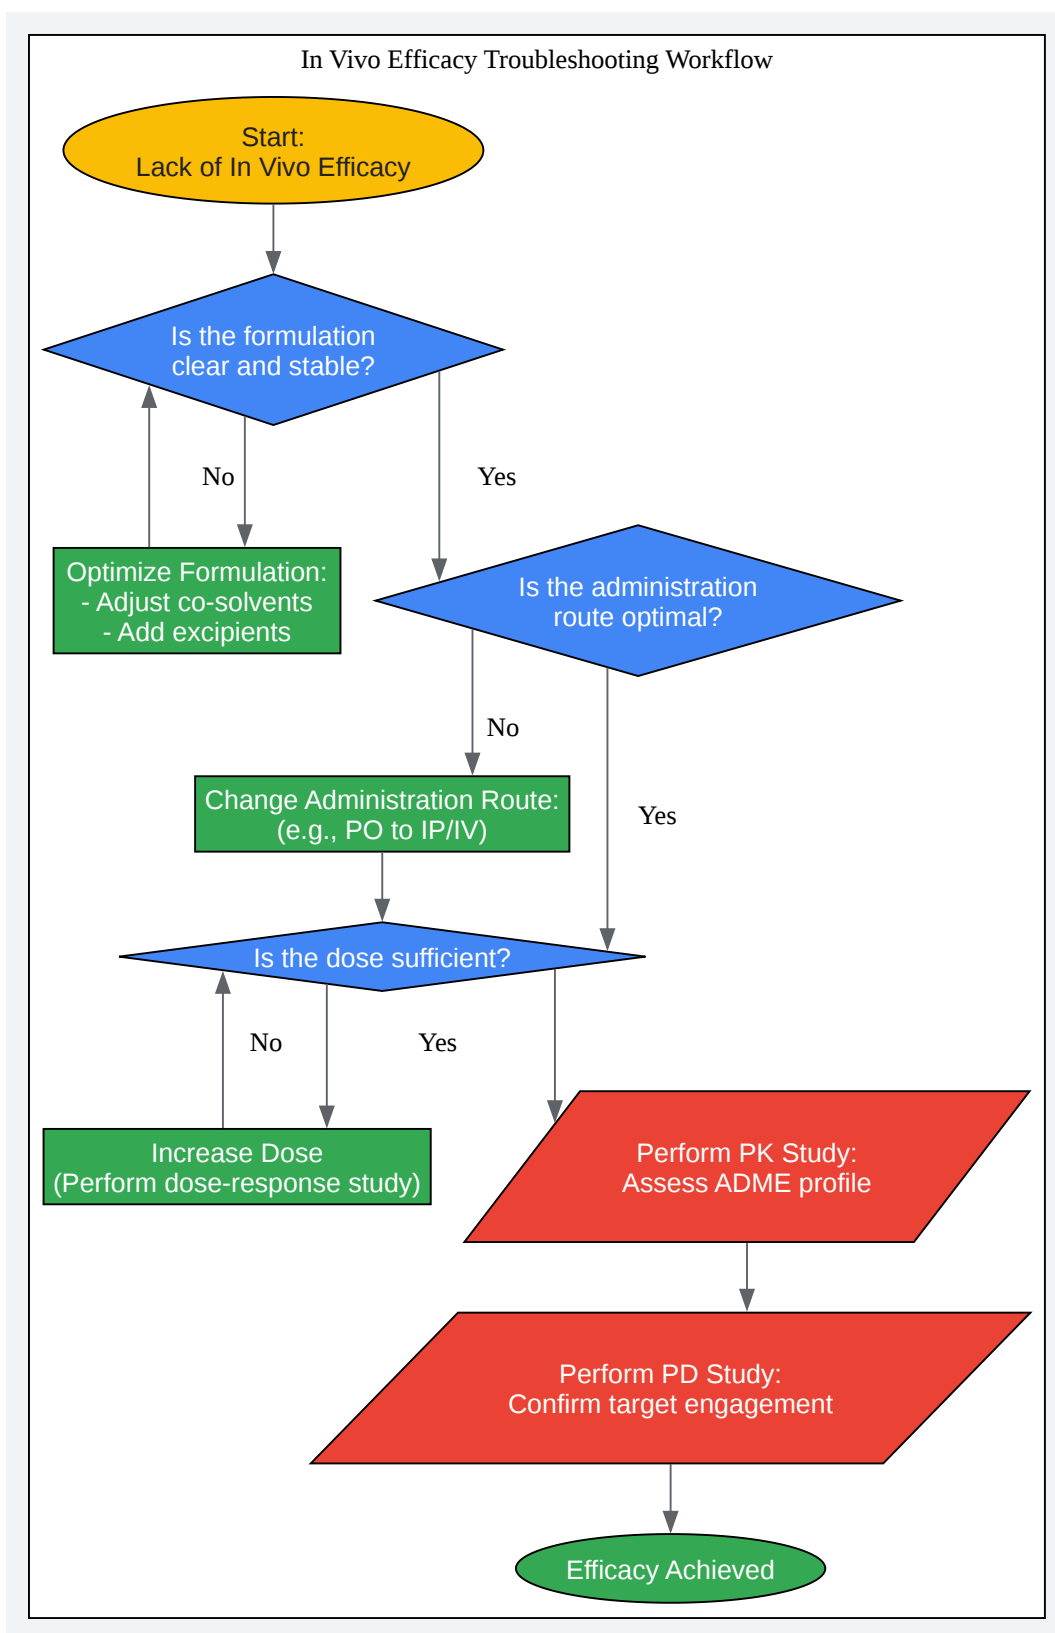 In Vivo Efficacy Troubleshooting Workflow
Start:
Lack of In Vivo Efficacy
Is the formulation
clear and stable?
No
Yes
Optimize Formulation:
- Adjust co-solvents
- Add excipients
Is the administration
route optimal?
No
Change Administration Route:
(e.g., PO to IP/IV)
Yes
Is the dose sufficient?
No
Yes
Increase Dose
(Perform dose-response study)
Perform PK Study:
Assess ADME profile
Perform PD Study:
Confirm target engagement
Efficacy Achieved